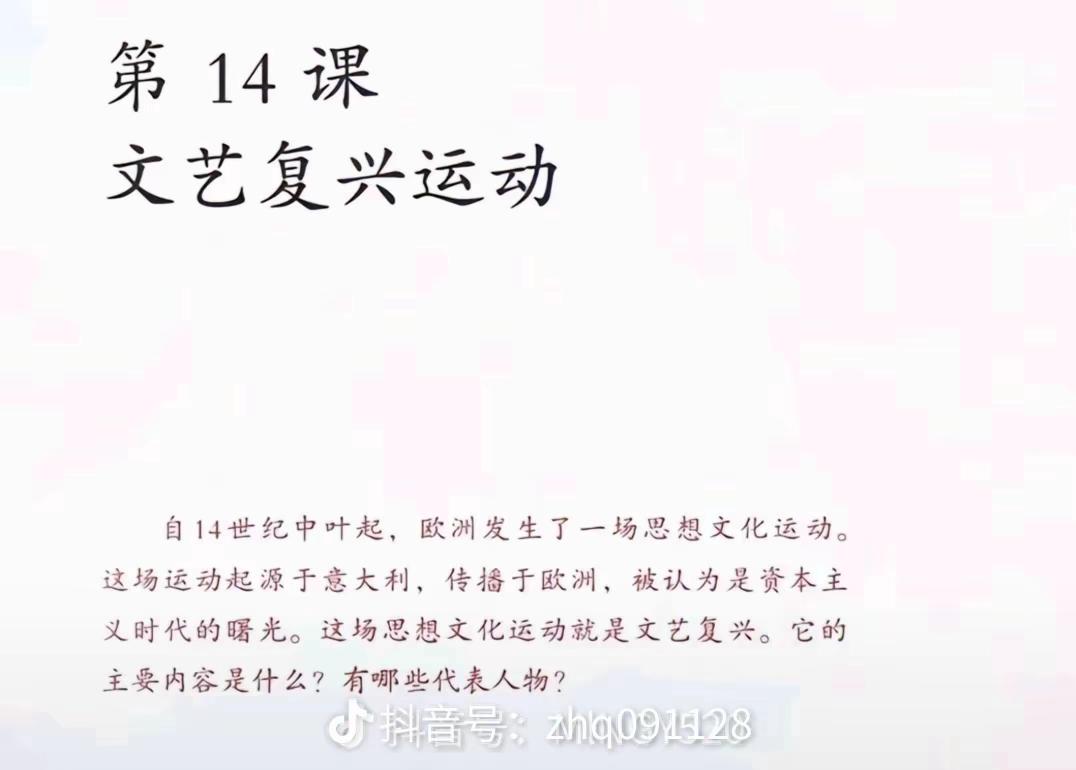 第 14 课
文艺复兴运动
自14世纪中叶起，欧洲发生了一场思想文化运动。
这场运动起源于意大利，传播于欧洲，被认为是资本主
义时代的曙光。这场思想文化运动就是文艺复兴。它的
主要内容是什么？有哪些代表人物？
抖音号：zhq091128